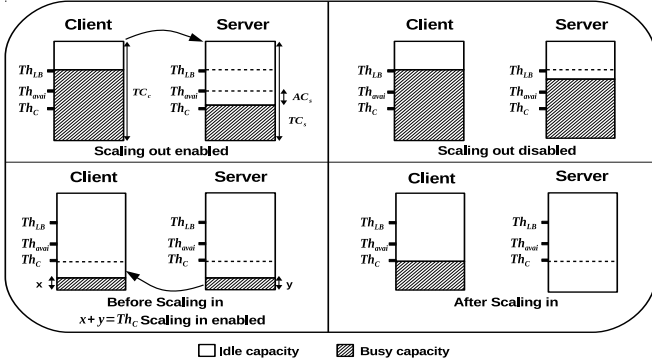 Client Server
Th_LB Th_LB
Th_avai TC_c Th_avai AC_s
Th_C Th_C TC_s
Scaling out enabled
Client Server
Th_LB Th_LB
Th_avai Th_avai
Th_C Th_C
Scaling out disabled
Client Server
Th_LB Th_LB
Th_avai Th_avai
Th_C Th_C
x y
Before Scaling in
x + y = Th_C Scaling in enabled
Client Server
Th_LB Th_LB
Th_avai Th_avai
Th_C Th_C
After Scaling in
Idle capacity Busy capacity